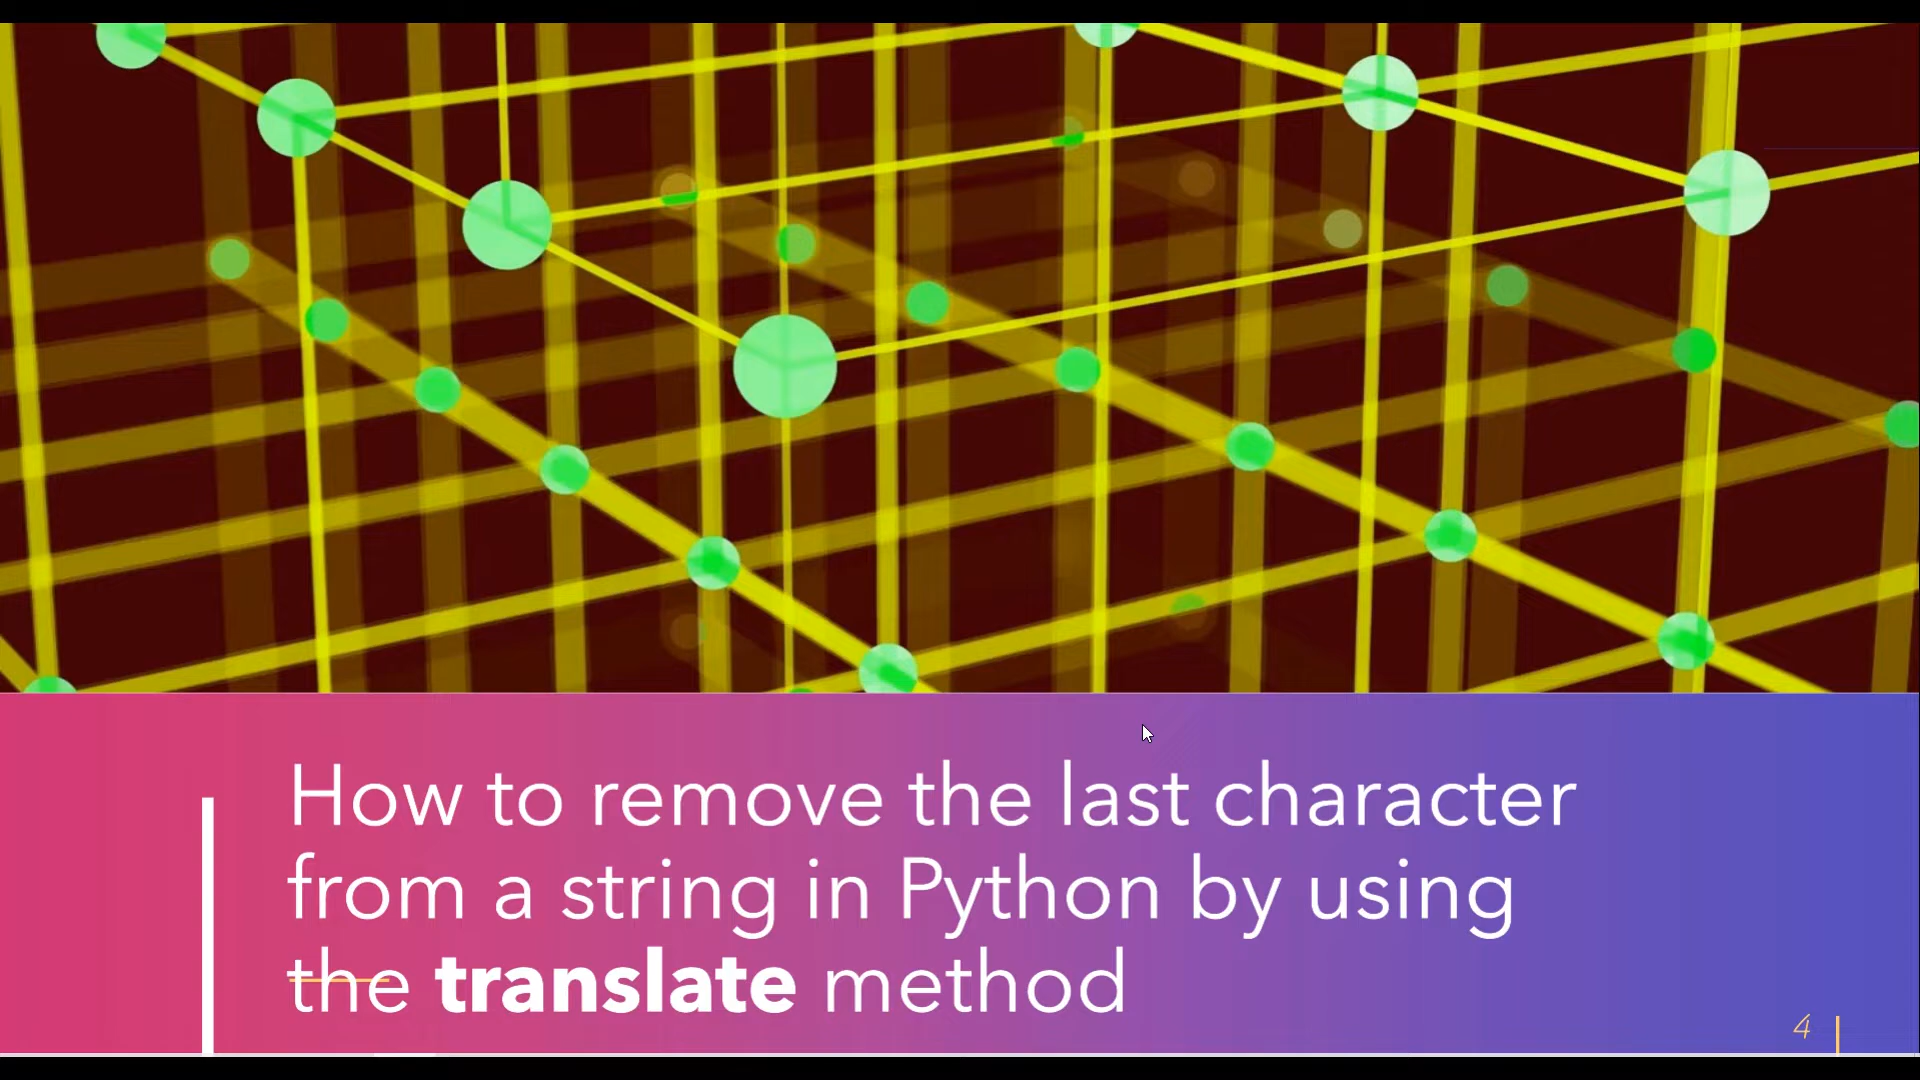 How to remove the last character
from a string in Python by using
the translate method
4